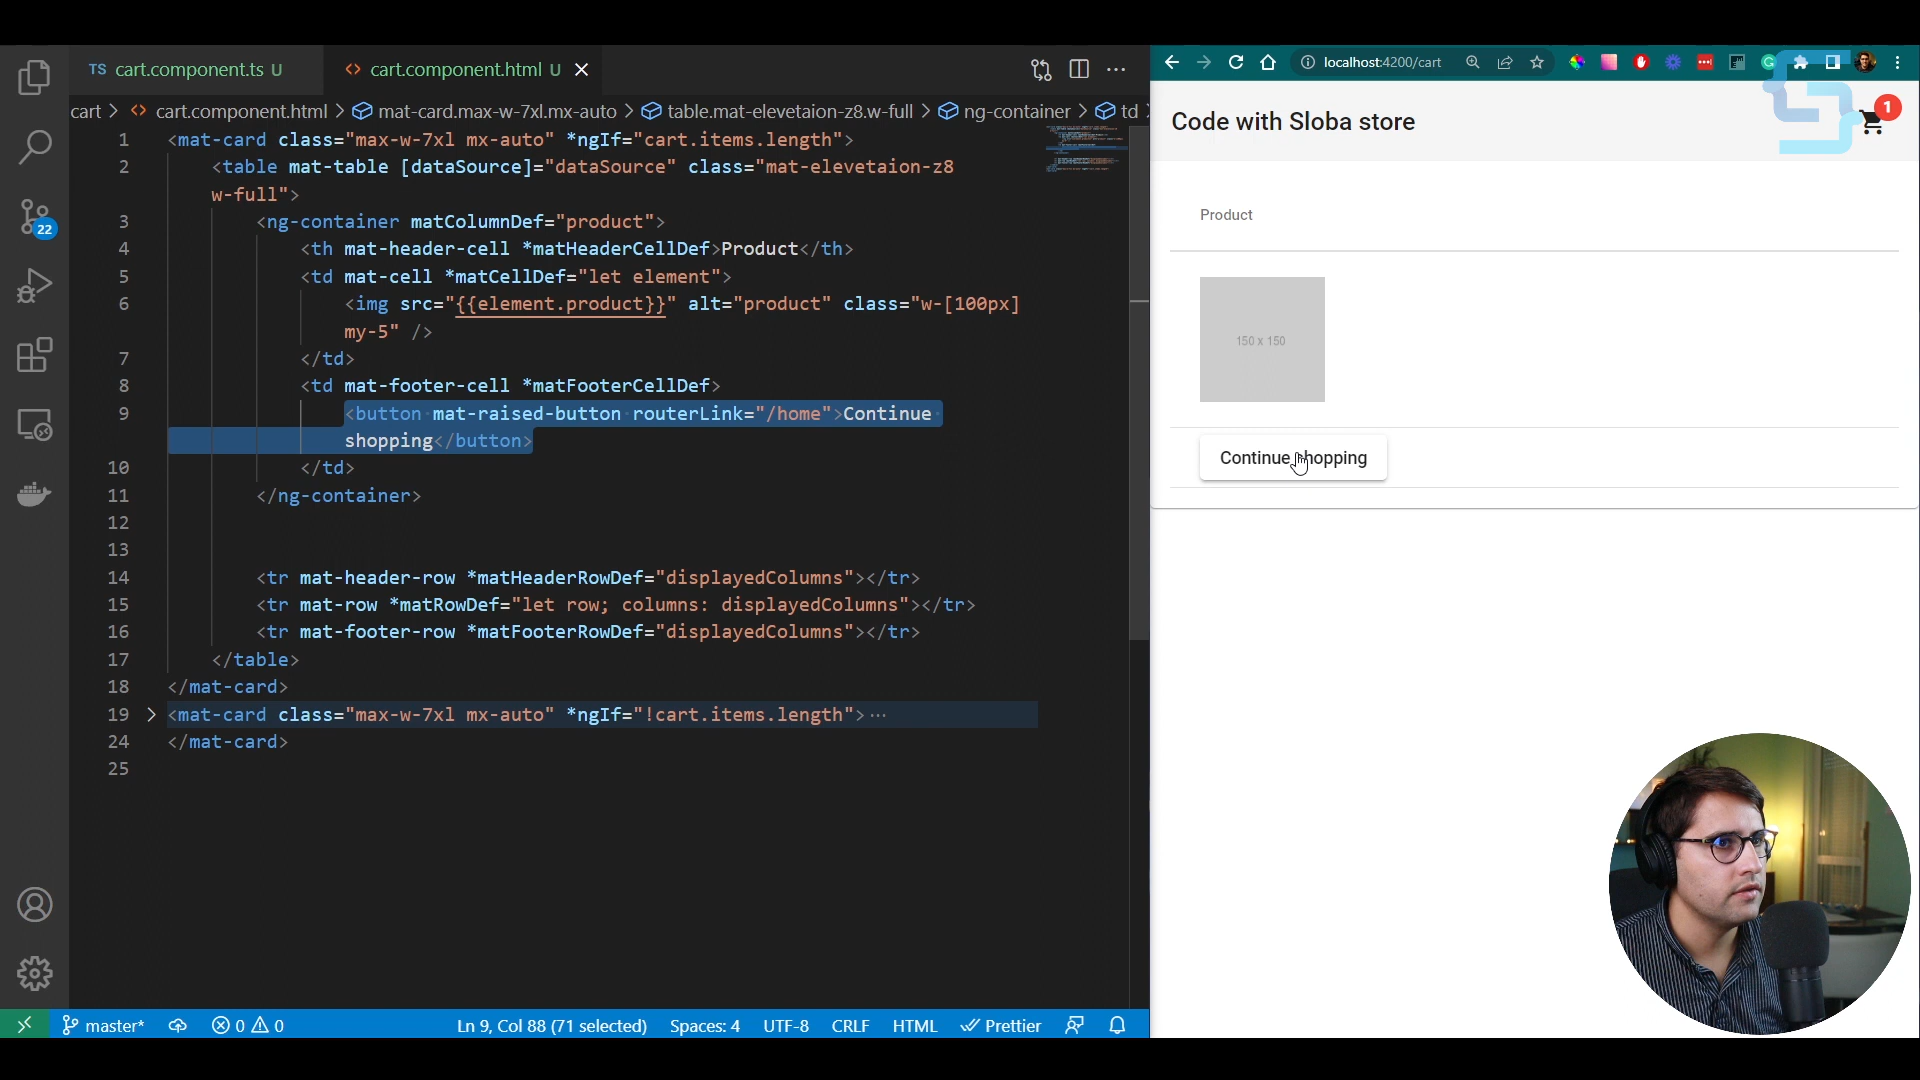 TS cart.component.ts U
<> cart.component.html U
cart > <> cart.component.html > mat-card.max-w-7xl.mx-auto > table.mat-elevetaion-z8.w-full > ng-container > td
1 <mat-card class="max-w-7xl mx-auto" *ngIf="cart.items.length">
2 <table mat-table [dataSource]="dataSource" class="mat-elevetaion-z8
w-full">
3 <ng-container matColumnDef="product">
4 <th mat-header-cell *matHeaderCellDef>Product</th>
5 <td mat-cell *matCellDef="let element">
6 <img src="{{element.product}}" alt="product" class="w-[100px]
my-5" />
7 </td>
8 <td mat-footer-cell *matFooterCellDef>
9 <button mat-raised-button routerLink="/home">Continue
shopping</button>
10 </td>
11 </ng-container>
12
13
14 <tr mat-header-row *matHeaderRowDef="displayedColumns"></tr>
15 <tr mat-row *matRowDef="let row; columns: displayedColumns"></tr>
16 <tr mat-footer-row *matFooterRowDef="displayedColumns"></tr>
17 </table>
18 </mat-card>
19 > <mat-card class="max-w-7xl mx-auto" *ngIf="!cart.items.length">⋯
24 </mat-card>
25
22
master* 0 0 Ln 9, Col 88 (71 selected) Spaces: 4 UTF-8 CRLF HTML Prettier
localhost:4200/cart
Code with Sloba store
1
Product
150 x 150
Continue shopping